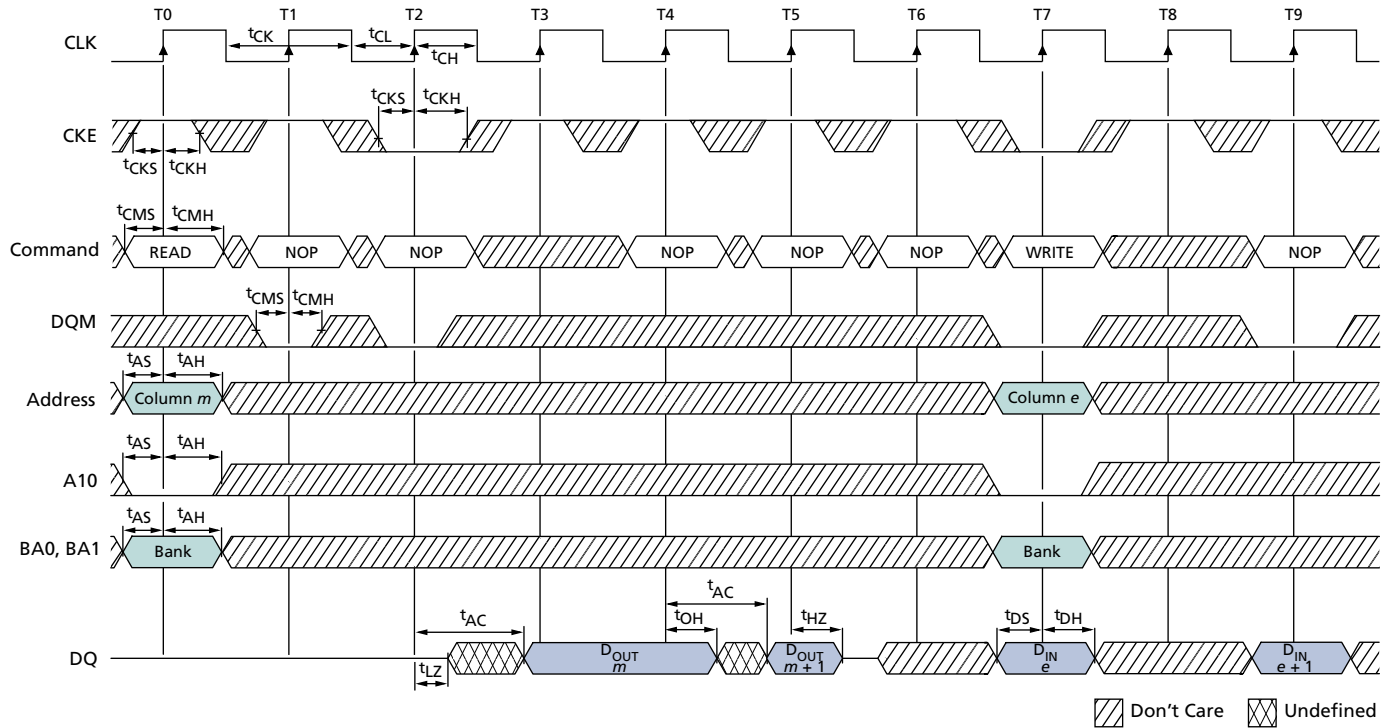 T0 T1 T2 T3 T4 T5 T6 T7 T8 T9
CLK
tCK tCL
tCH
tCKS tCKH
CKE
tCKS tCKH
tCMS tCMH
Command READ NOP NOP NOP NOP NOP WRITE NOP
tCMS tCMH
DQM
tAS tAH
Address Column m Column e
tAS tAH
A10
tAS tAH
BA0, BA1 Bank Bank
tAC
tAC tOH tHZ tDS tDH
DQ DOUT m DOUT m + 1 DIN e DIN e + 1
tLZ
Don't Care Undefined